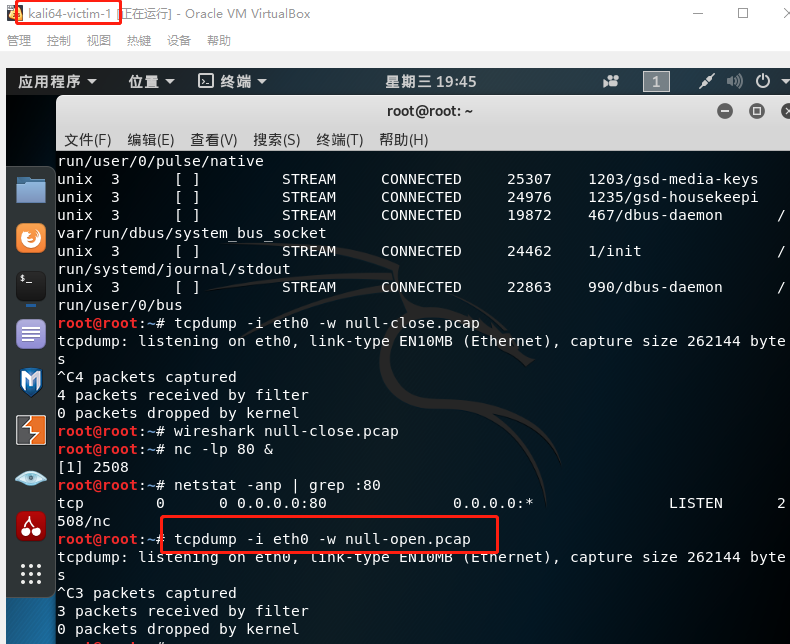 kali64-victim-1 [正在运行] - Oracle VM VirtualBox
管理 控制 视图 热键 设备 帮助
应用程序 位置 终端 星期三 19:45 1
root@root: ~
文件(F) 编辑(E) 查看(V) 搜索(S) 终端(T) 帮助(H)
run/user/0/pulse/native
unix 3 [ ] STREAM CONNECTED 25307 1203/gsd-media-keys
unix 3 [ ] STREAM CONNECTED 24976 1235/gsd-housekeepi
unix 3 [ ] STREAM CONNECTED 19872 467/dbus-daemon /
var/run/dbus/system_bus_socket
unix 3 [ ] STREAM CONNECTED 24462 1/init /
run/systemd/journal/stdout
unix 3 [ ] STREAM CONNECTED 22863 990/dbus-daemon /
run/user/0/bus
root@root:~# tcpdump -i eth0 -w null-close.pcap
tcpdump: listening on eth0, link-type EN10MB (Ethernet), capture size 262144 byte
s
^C4 packets captured
4 packets received by filter
0 packets dropped by kernel
root@root:~# wireshark null-close.pcap
root@root:~# nc -lp 80 &
[1] 2508
root@root:~# netstat -anp | grep :80
tcp 0 0 0.0.0.0:80 0.0.0.0:* LISTEN 2
508/nc
root@root:~# tcpdump -i eth0 -w null-open.pcap
tcpdump: listening on eth0, link-type EN10MB (Ethernet), capture size 262144 byte
s
^C3 packets captured
3 packets received by filter
0 packets dropped by kernel